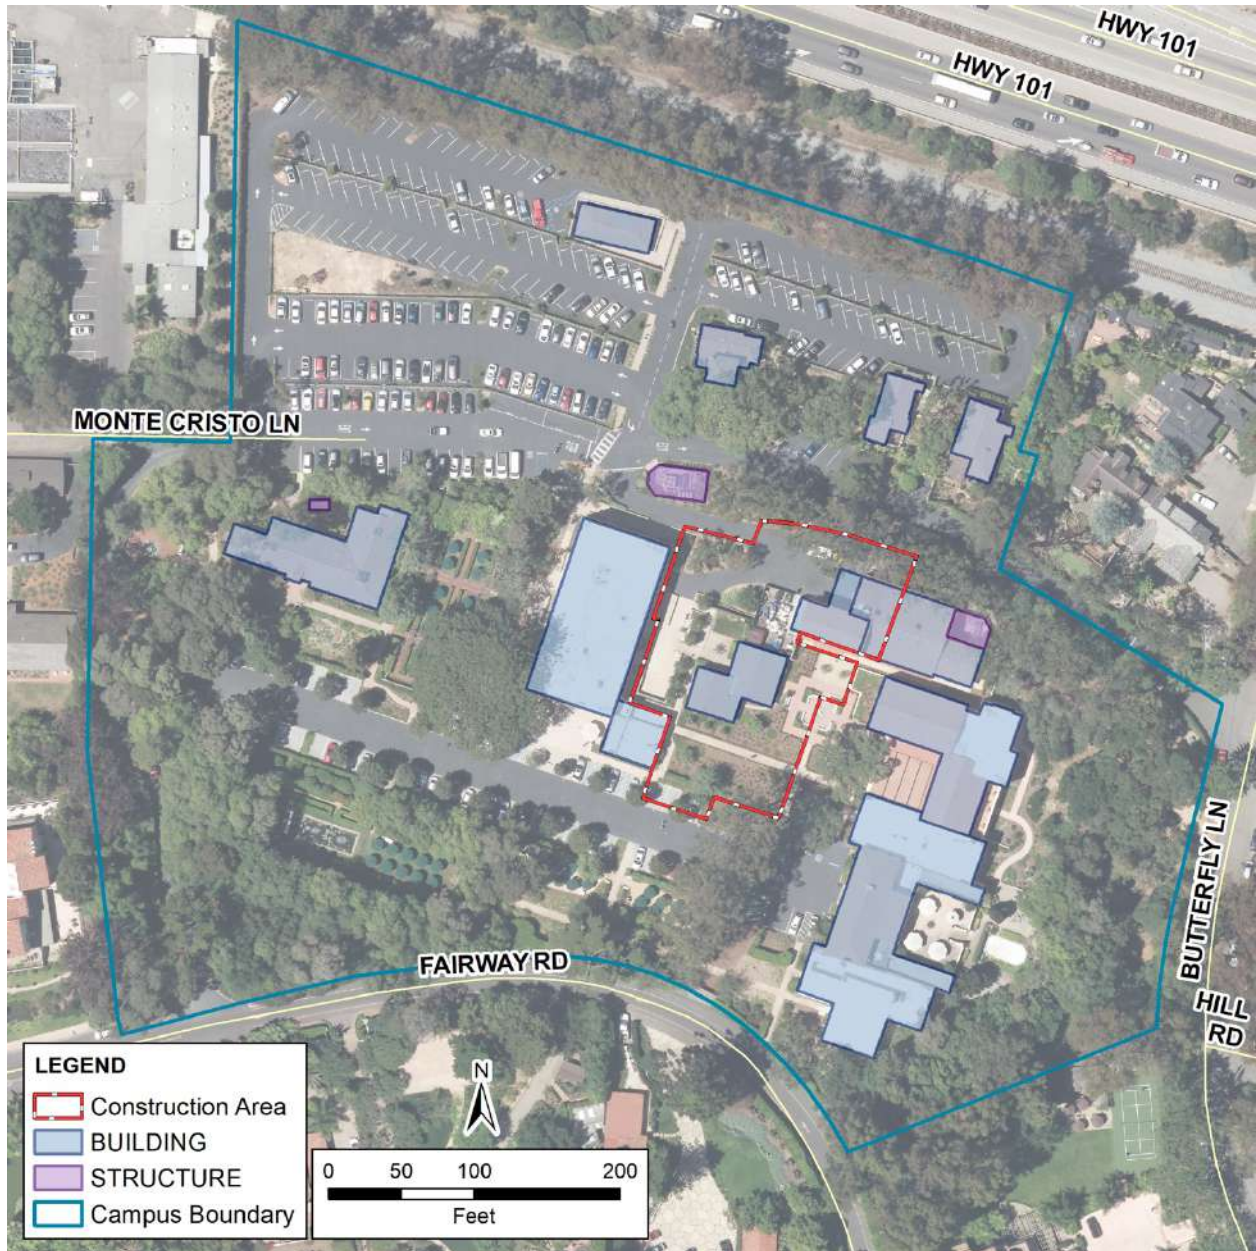 HWY 101
HWY 101
MONTE CRISTO LN
FAIRWAY RD
BUTTERFLY LN
HILL
RD
LEGEND
Construction Area
BUILDING
STRUCTURE
Campus Boundary
N
0 50 100 200
Feet